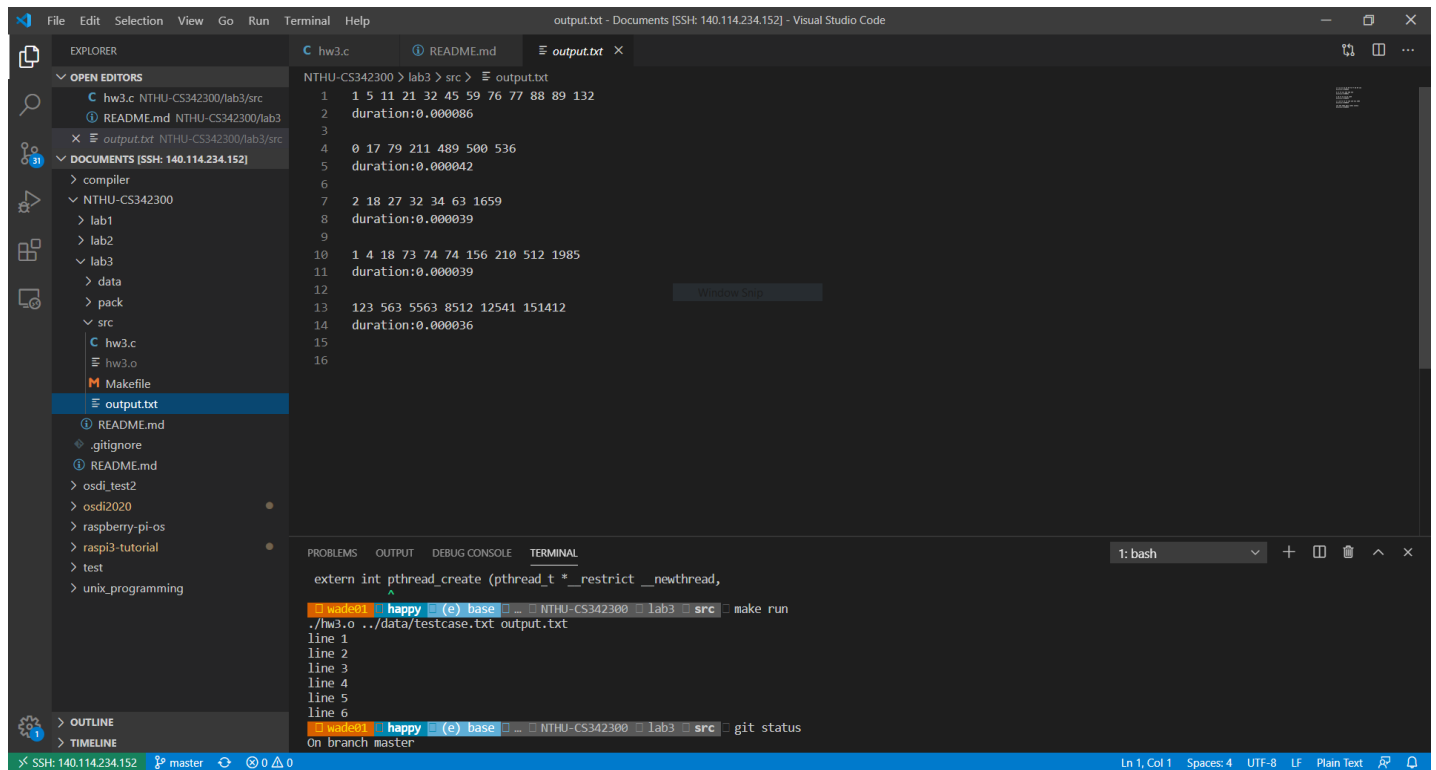 File Edit Selection View Go Run Terminal Help
output.txt - Documents [SSH: 140.114.234.152] - Visual Studio Code
EXPLORER
OPEN EDITORS
C hw3.c NTHU-CS342300/lab3/src
README.md NTHU-CS342300/lab3
output.txt NTHU-CS342300/lab3/src
DOCUMENTS [SSH: 140.114.234.152]
compiler
NTHU-CS342300
lab1
lab2
lab3
data
pack
src
C hw3.c
hw3.o
M Makefile
output.txt
README.md
.gitignore
README.md
osdi_test2
osdi2020
raspberry-pi-os
raspi3-tutorial
test
unix_programming
OUTLINE
TIMELINE
31
1
C hw3.c README.md output.txt
NTHU-CS342300 > lab3 > src > output.txt
1 1 5 11 21 32 45 59 76 77 88 89 132
2 duration:0.000086
3
4 0 17 79 211 489 500 536
5 duration:0.000042
6
7 2 18 27 32 34 63 1659
8 duration:0.000039
9
10 1 4 18 73 74 74 156 210 512 1985
11 duration:0.000039
12
13 123 563 5563 8512 12541 151412
14 duration:0.000036
15
16
Window Snip
PROBLEMS OUTPUT DEBUG CONSOLE TERMINAL
1: bash
extern int pthread_create (pthread_t *__restrict __newthread,
^
wade01 happy (e) base … NTHU-CS342300 lab3 src make run
./hw3.o ../data/testcase.txt output.txt
line 1
line 2
line 3
line 4
line 5
line 6
wade01 happy (e) base … NTHU-CS342300 lab3 src git status
On branch master
SSH: 140.114.234.152 master 0 0
Ln 1, Col 1 Spaces: 4 UTF-8 LF Plain Text